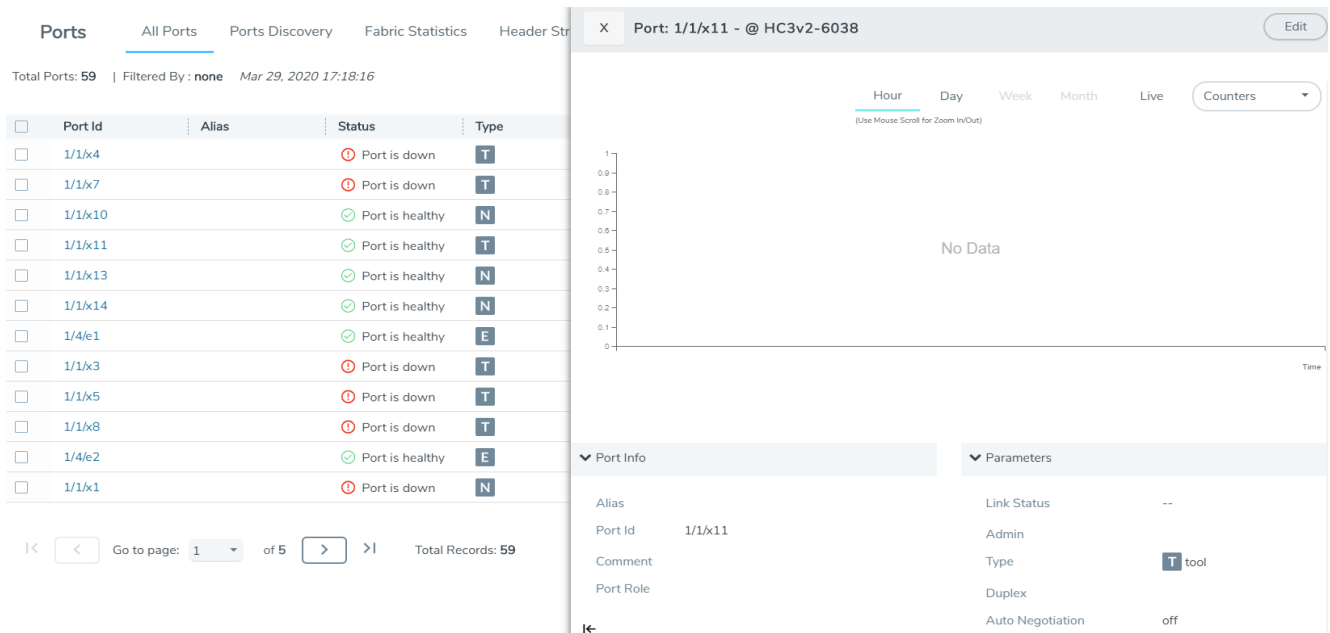 Ports All Ports Ports Discovery Fabric Statistics Header Str
Total Ports: 59 | Filtered By : none Mar 29, 2020 17:18:16
Port Id Alias Status Type
1/1/x4 Port is down T
1/1/x7 Port is down T
1/1/x10 Port is healthy N
1/1/x11 Port is healthy T
1/1/x13 Port is healthy N
1/1/x14 Port is healthy N
1/4/e1 Port is healthy E
1/1/x3 Port is down T
1/1/x5 Port is down T
1/1/x8 Port is down T
1/4/e2 Port is healthy E
1/1/x1 Port is down N
Go to page: 1 of 5 Total Records: 59
X Port: 1/1/x11 - @ HC3v2-6038 Edit
Hour Day Week Month Live Counters
(Use Mouse Scroll for Zoom In/Out)
1
0.9
0.8
0.7
0.6
0.5
0.4
0.3
0.2
0.1
0
No Data
Time
Port Info
Alias
Port Id 1/1/x11
Comment
Port Role
Parameters
Link Status --
Admin
Type T tool
Duplex
Auto Negotiation off